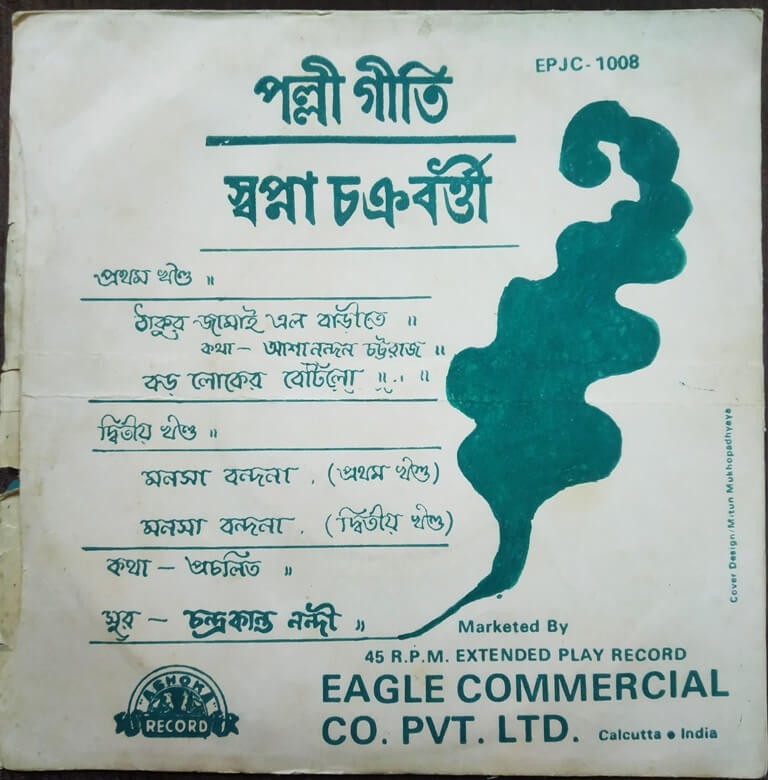 EPJC-1008
পল্লী গীতি
স্বপ্না চক্রবর্ত্তী
প্রথম খণ্ড ॥
ঠাকুর জামাই এল বাড়ীতে ॥
কথা – আশানন্দন চট্টরাজ ॥
বড় লোকের বেটিলো ॥ . ॥
দ্বিতীয় খণ্ড ॥
মনসা বন্দনা . (প্রথম খণ্ড)
মনসা বন্দনা . (দ্বিতীয় খণ্ড)
কথা – প্রচলিত ॥
সুর – চন্দ্রকান্ত নন্দী ॥
Cover Design/Mitun Mukhopadhyaya
Marketed By
45 R.P.M. EXTENDED PLAY RECORD
EAGLE COMMERCIAL
CO. PVT. LTD. Calcutta • India
ASHOKA
RECORD